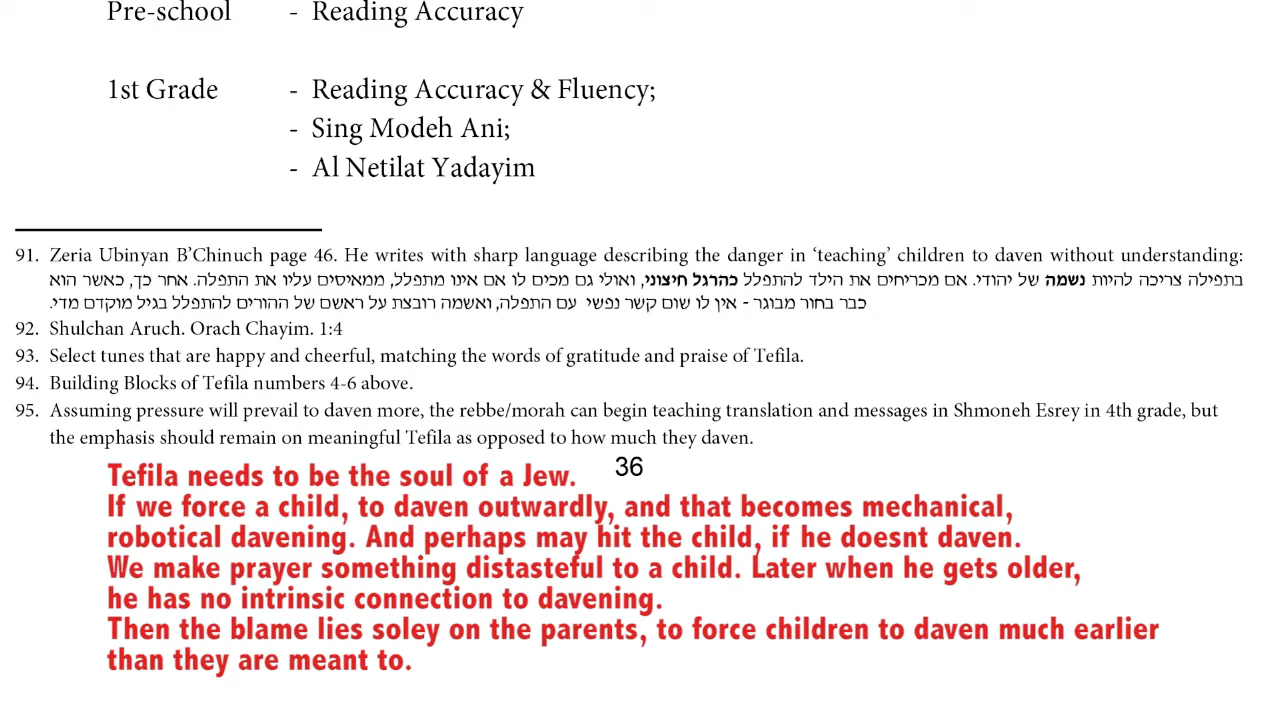 Pre-school - Reading Accuracy
1st Grade - Reading Accuracy & Fluency;
- Sing Modeh Ani;
- Al Netilat Yadayim
91. Zeria Ubinyan B’Chinuch page 46. He writes with sharp language describing the danger in ‘teaching’ children to daven without understanding:
בתפילה צריכה להיות נשמה של יהודי. אם מכריחים את הילד להתפלל כהרגל חיצוני, ואולי גם מכים לו אם אינו מתפלל, ממאיסים עליו את התפלה. אחר כך, כאשר הוא
כבר בחור מבוגר - אין לו שום קשר נפשי עם התפלה, ואשמה רובצת על ראשם של ההורים להתפלל בגיל מוקדם מדי.
92. Shulchan Aruch. Orach Chayim. 1:4
93. Select tunes that are happy and cheerful, matching the words of gratitude and praise of Tefila.
94. Building Blocks of Tefila numbers 4-6 above.
95. Assuming pressure will prevail to daven more, the rebbe/morah can begin teaching translation and messages in Shmoneh Esrey in 4th grade, but
the emphasis should remain on meaningful Tefila as opposed to how much they daven.
36
Tefila needs to be the soul of a Jew.
If we force a child, to daven outwardly, and that becomes mechanical,
robotical davening. And perhaps may hit the child, if he doesnt daven.
We make prayer something distasteful to a child. Later when he gets older,
he has no intrinsic connection to davening.
Then the blame lies soley on the parents, to force children to daven much earlier
than they are meant to.